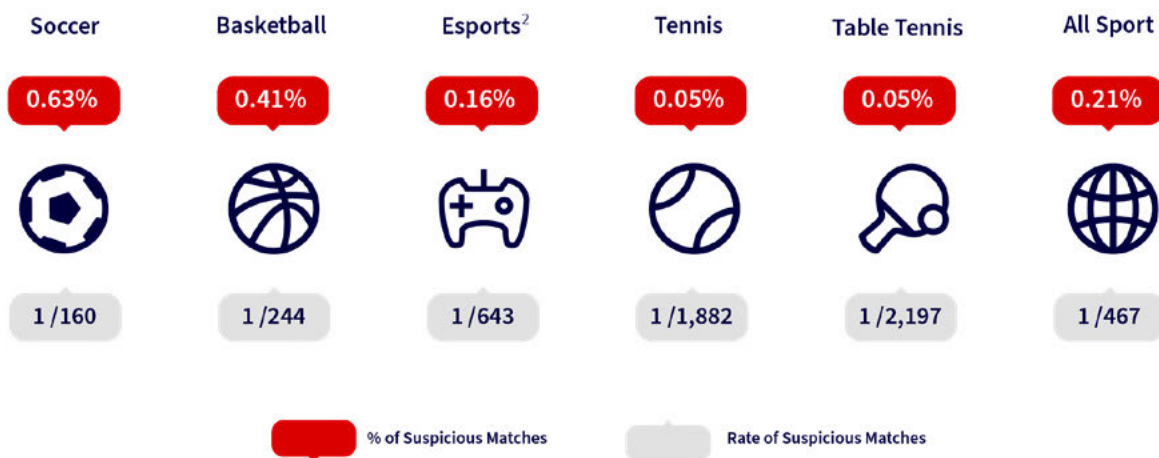 Soccer Basketball Esports² Tennis Table Tennis All Sport
0.63% 0.41% 0.16% 0.05% 0.05% 0.21%
1 /160 1 /244 1 /643 1 /1,882 1 /2,197 1 /467
% of Suspicious Matches Rate of Suspicious Matches